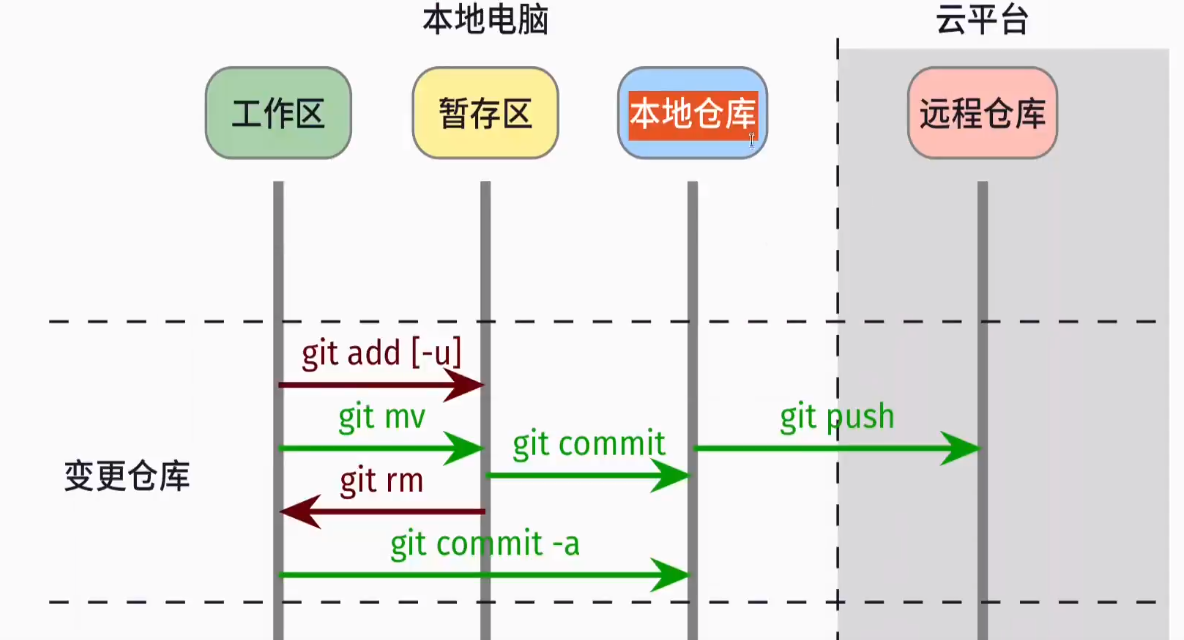 本地电脑
云平台
工作区
暂存区
本地仓库
远程仓库
git add [-u]
git mv
git push
git commit
变更仓库
git rm
git commit -a